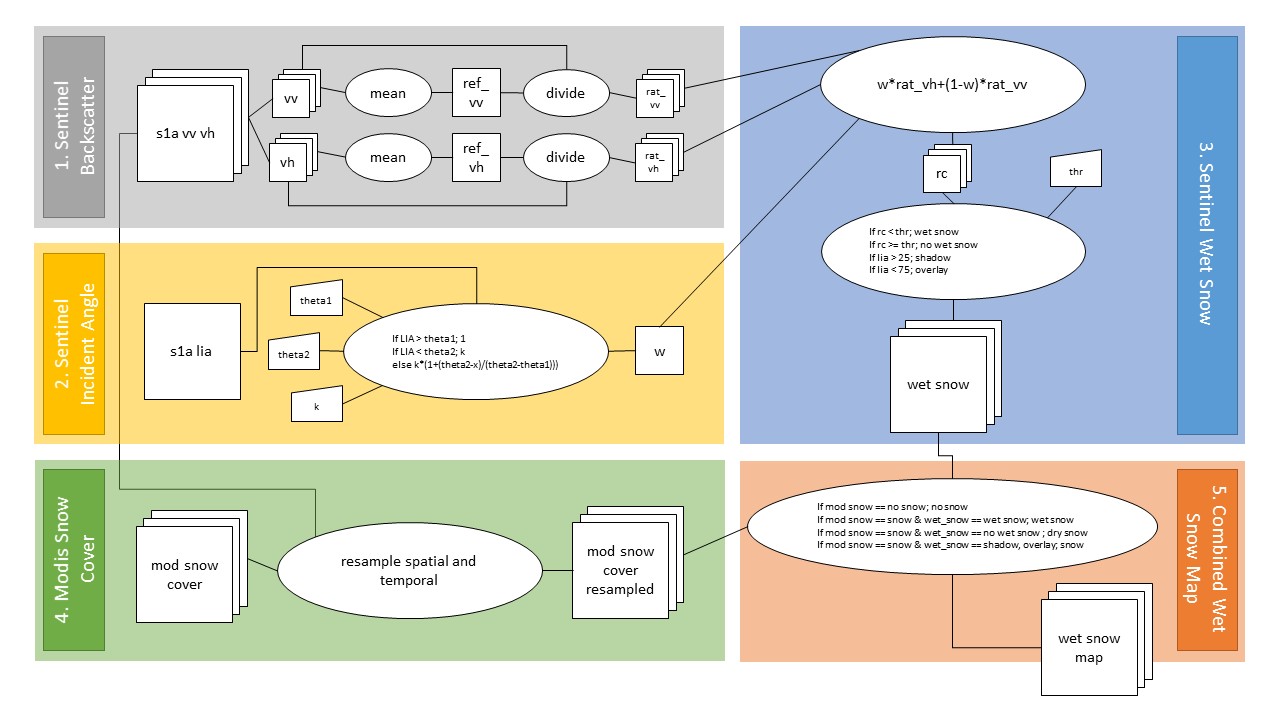 1. Sentinel
Backscatter
s1a vv vh
vv
mean
ref_
vv
divide
rat_
vv
vh
mean
ref_
vh
divide
rat_
vh
2. Sentinel
Incident Angle
s1a lia
theta1
theta2
k
If LIA > theta1; 1
If LIA < theta2; k
else k*(1+(theta2-x)/(theta2-theta1)))
w
3. Sentinel Wet Snow
w*rat_vh+(1-w)*rat_vv
rc
thr
If rc < thr; wet snow
If rc >= thr; no wet snow
If lia > 25; shadow
If lia < 75; overlay
wet snow
4. Modis Snow
Cover
mod snow
cover
resample spatial and
temporal
mod snow
cover
resampled
5. Combined Wet
Snow Map
If mod snow == no snow; no snow
If mod snow == snow & wet_snow == wet snow; wet snow
If mod snow == snow & wet_snow == no wet snow ; dry snow
If mod snow == snow & wet_snow == shadow, overlay; snow
wet snow
map